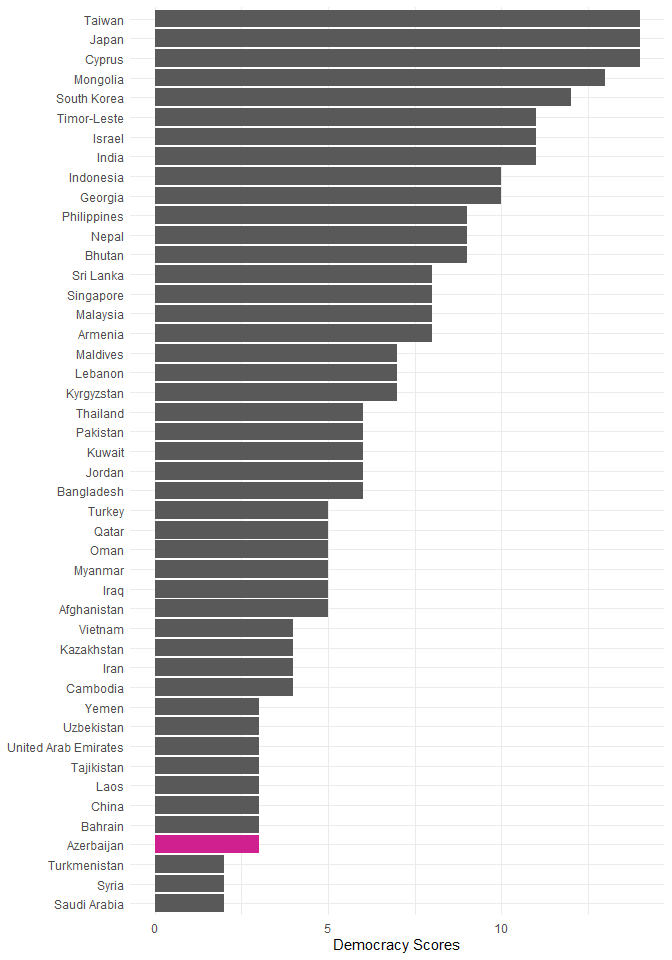 Taiwan
Japan
Cyprus
Mongolia
South Korea
Timor-Leste
Israel
India
Indonesia
Georgia
Philippines
Nepal
Bhutan
Sri Lanka
Singapore
Malaysia
Armenia
Maldives
Lebanon
Kyrgyzstan
Thailand
Pakistan
Kuwait
Jordan
Bangladesh
Turkey
Qatar
Oman
Myanmar
Iraq
Afghanistan
Vietnam
Kazakhstan
Iran
Cambodia
Yemen
Uzbekistan
United Arab Emirates
Tajikistan
Laos
China
Bahrain
Azerbaijan
Turkmenistan
Syria
Saudi Arabia
0 5 10
Democracy Scores